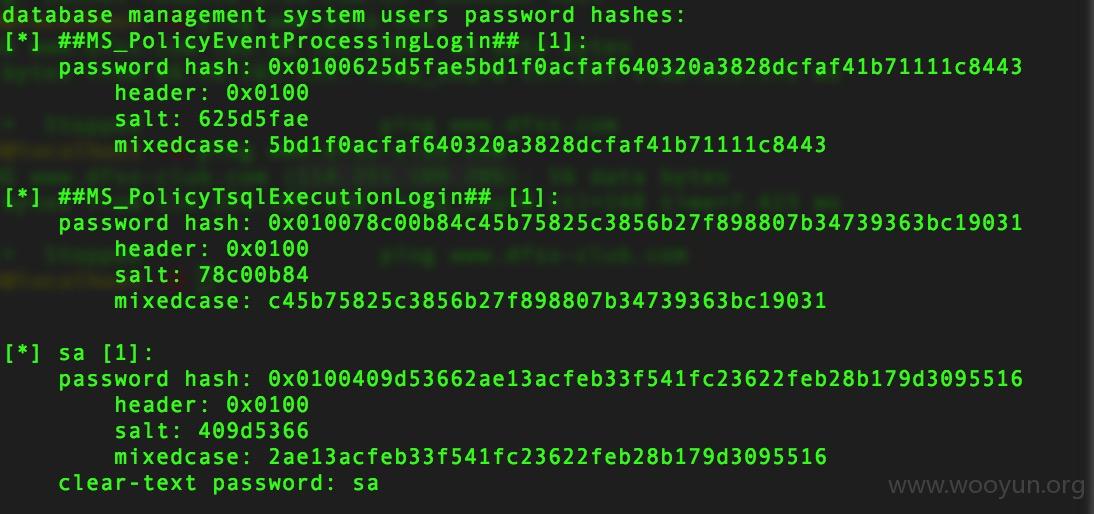 database management system users password hashes:
[*] ##MS_PolicyEventProcessingLogin## [1]:
password hash: 0x0100625d5fae5bd1f0acfaf640320a3828dcfaf41b71111c8443
header: 0x0100
salt: 625d5fae
mixedcase: 5bd1f0acfaf640320a3828dcfaf41b71111c8443
[*] ##MS_PolicyTsqlExecutionLogin## [1]:
password hash: 0x010078c00b84c45b75825c3856b27f898807b34739363bc19031
header: 0x0100
salt: 78c00b84
mixedcase: c45b75825c3856b27f898807b34739363bc19031
[*] sa [1]:
password hash: 0x0100409d53662ae13acfeb33f541fc23622feb28b179d3095516
header: 0x0100
salt: 409d5366
mixedcase: 2ae13acfeb33f541fc23622feb28b179d3095516
clear-text password: sa
www.wooyun.org